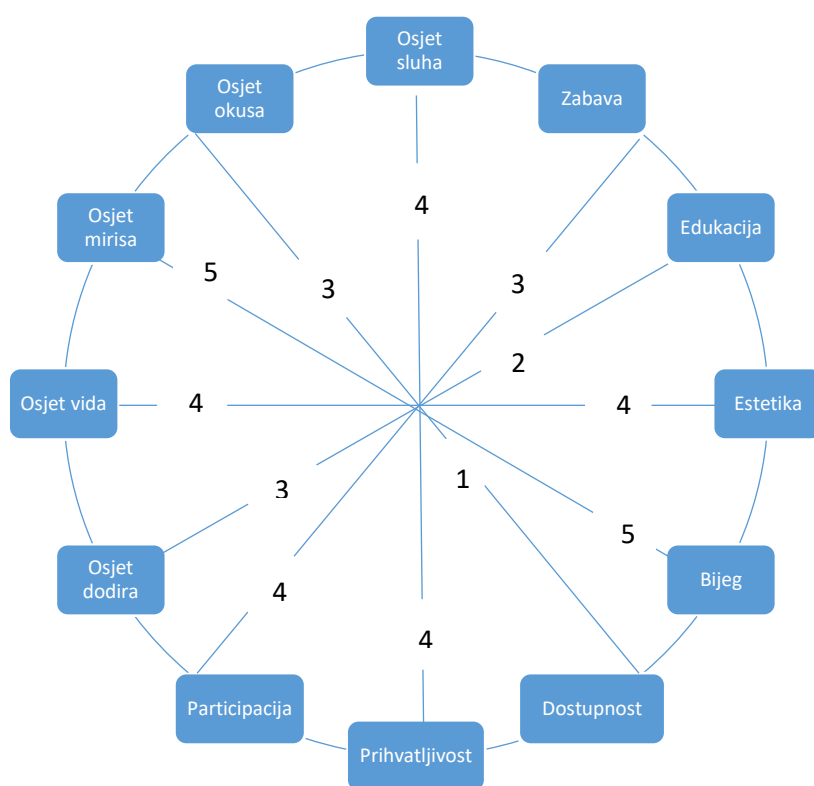 Osjet
sluha
Osjet
okusa
Zabava
4
Osjet
mirisa
Edukacija
5
3
3
2
Osjet vida
4
4
Estetika
1
3
5
Osjet
dodira
Bijeg
4
4
Participacija
Dostupnost
Prihvatljivost